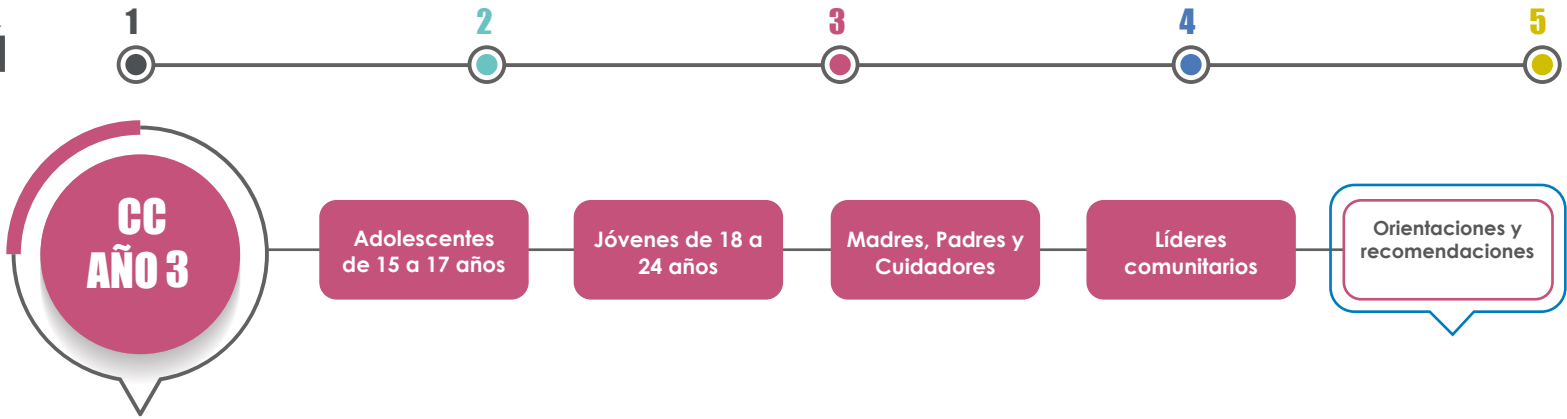 1
2
3
4
5
CC
AÑO 3
Adolescentes
de 15 a 17 años
Jóvenes de 18 a
24 años
Madres, Padres y
Cuidadores
Líderes
comunitarios
Orientaciones y
recomendaciones